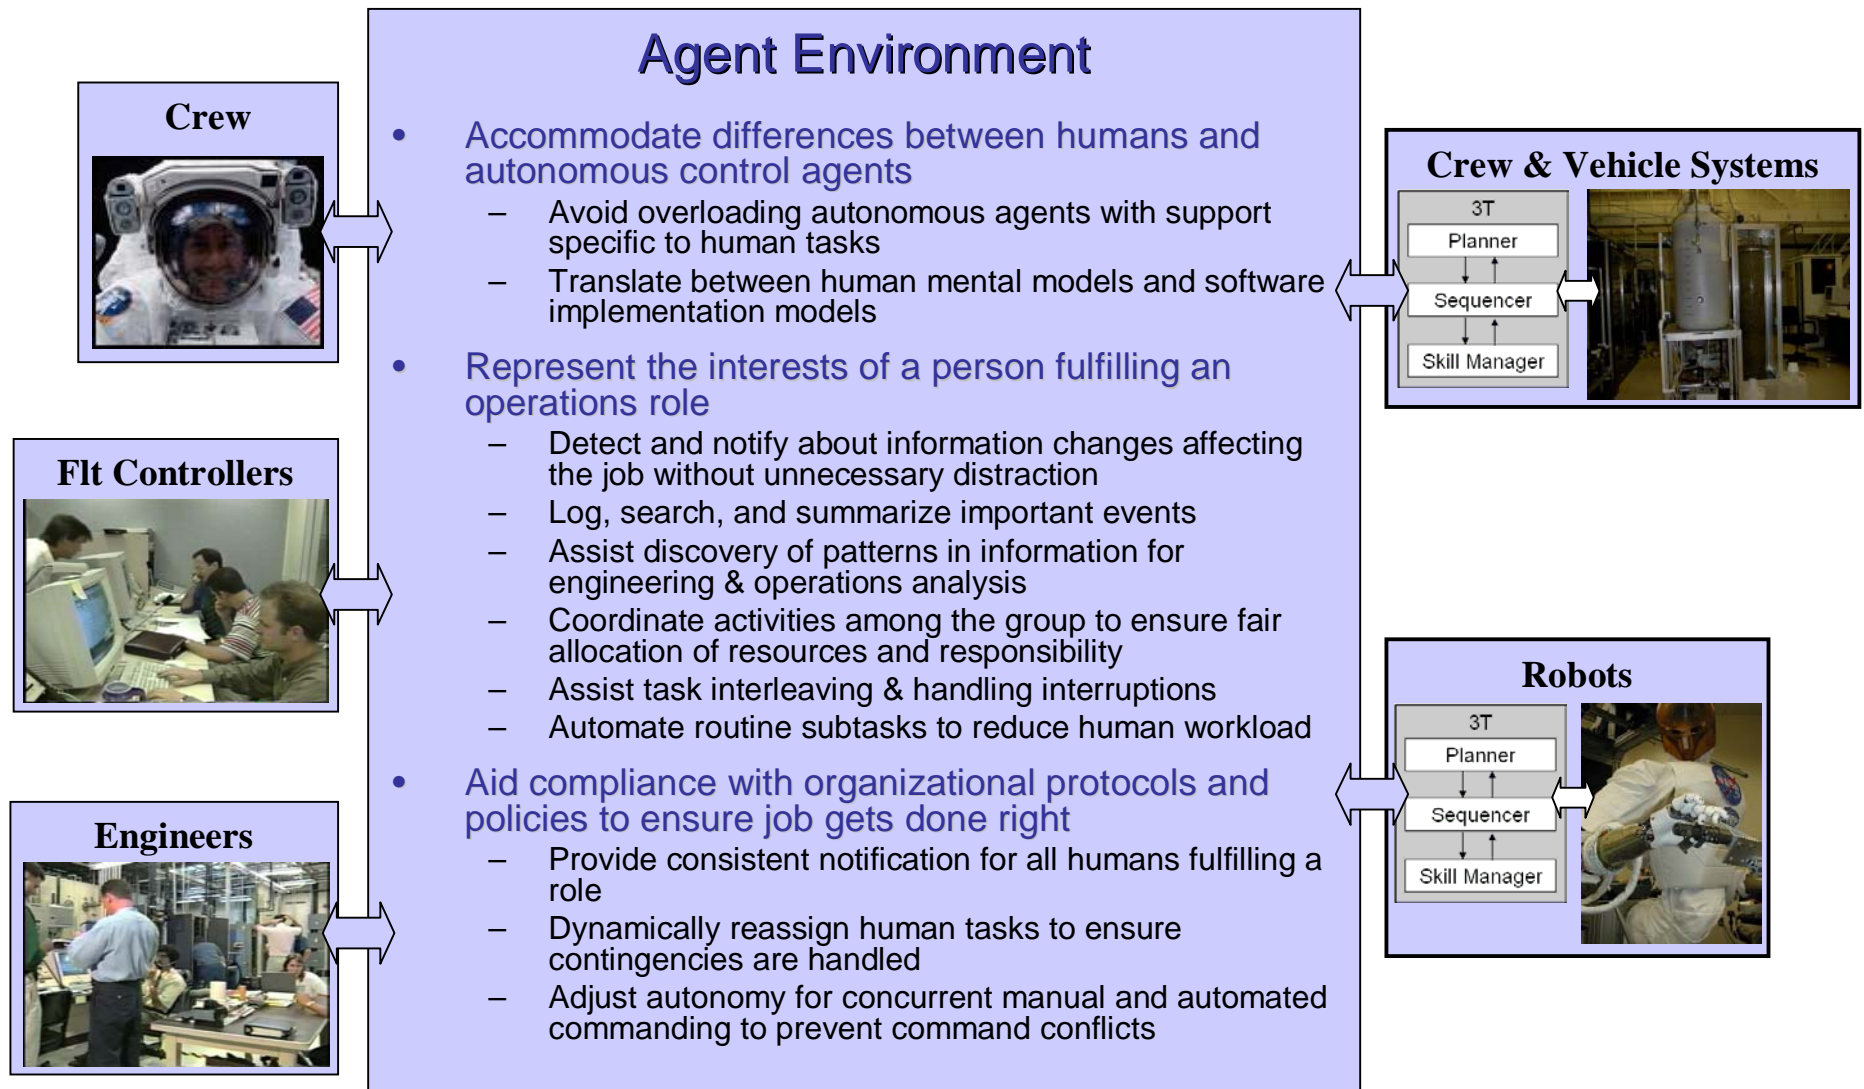 Agent Environment
Crew
• Accommodate differences between humans and
autonomous control agents
– Avoid overloading autonomous agents with support
specific to human tasks
– Translate between human mental models and software
implementation models
• Represent the interests of a person fulfilling an
operations role
– Detect and notify about information changes affecting
the job without unnecessary distraction
– Log, search, and summarize important events
– Assist discovery of patterns in information for
engineering & operations analysis
– Coordinate activities among the group to ensure fair
allocation of resources and responsibility
– Assist task interleaving & handling interruptions
– Automate routine subtasks to reduce human workload
• Aid compliance with organizational protocols and
policies to ensure job gets done right
– Provide consistent notification for all humans fulfilling a
role
– Dynamically reassign human tasks to ensure
contingencies are handled
– Adjust autonomy for concurrent manual and automated
commanding to prevent command conflicts
Flt Controllers
Engineers
Crew & Vehicle Systems
3T
Planner
Sequencer
Skill Manager
Robots
3T
Planner
Sequencer
Skill Manager